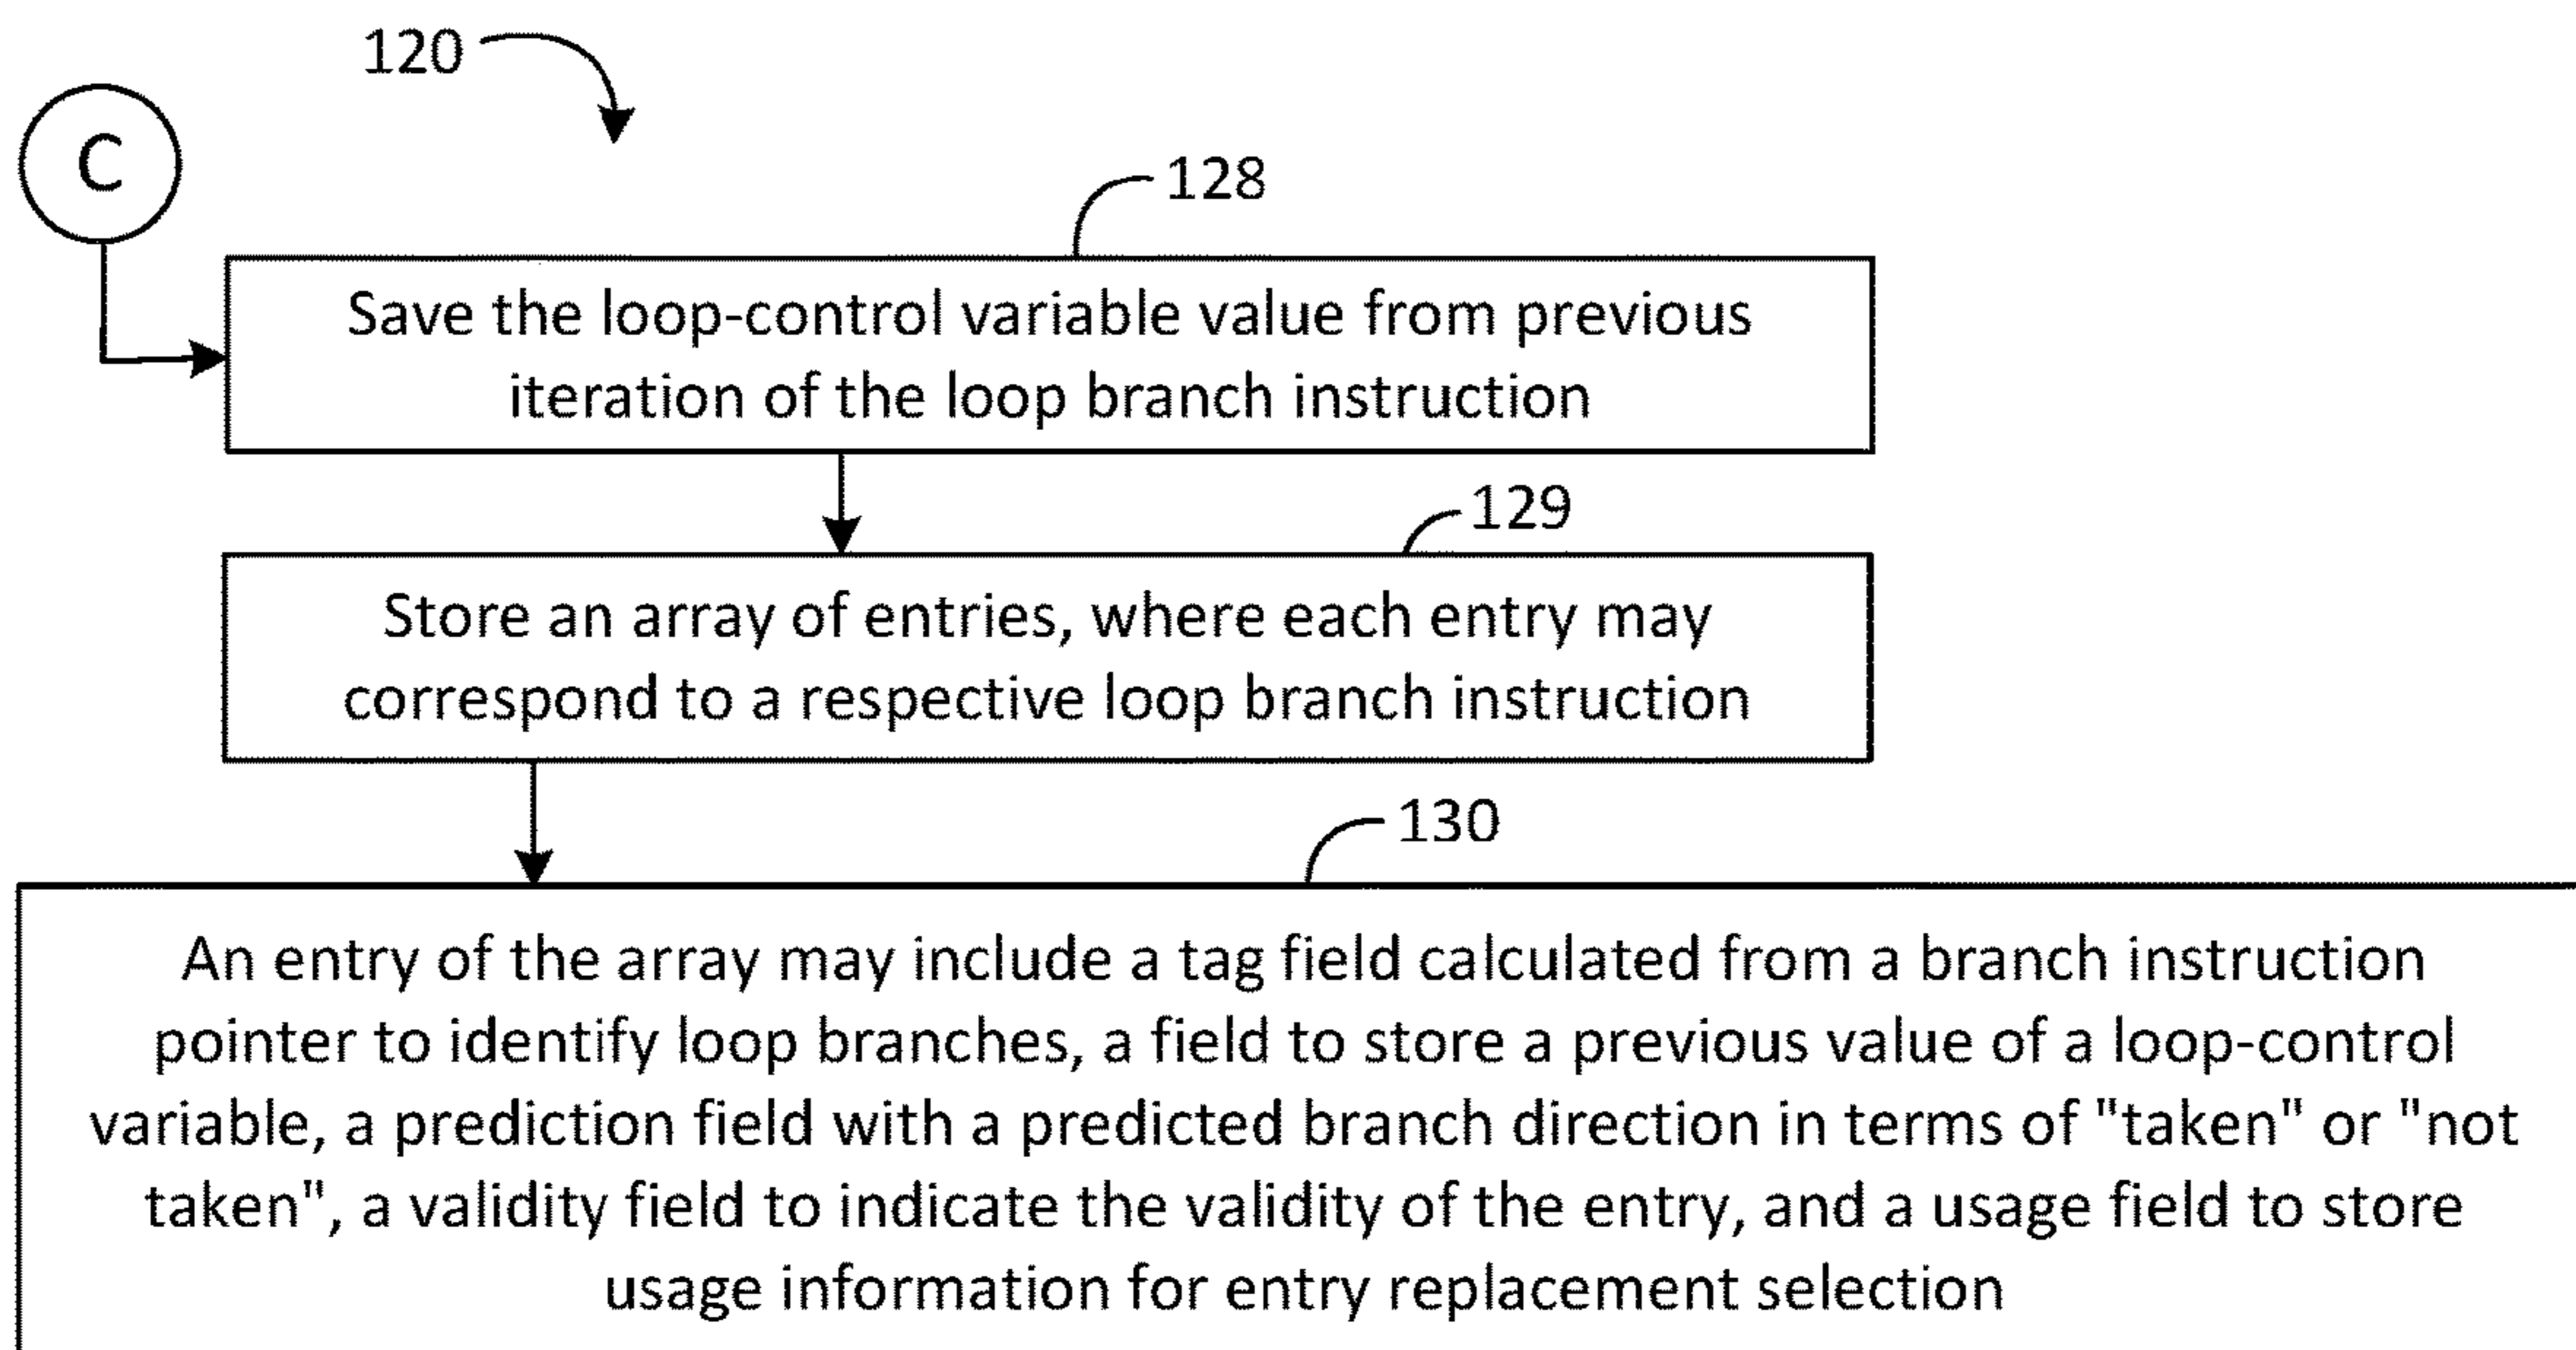 120
C
128
Save the loop-control variable value from previous
iteration of the loop branch instruction
129
Store an array of entries, where each entry may
correspond to a respective loop branch instruction
130
An entry of the array may include a tag field calculated from a branch instruction
pointer to identify loop branches, a field to store a previous value of a loop-control
variable, a prediction field with a predicted branch direction in terms of "taken" or "not
taken", a validity field to indicate the validity of the entry, and a usage field to store
usage information for entry replacement selection